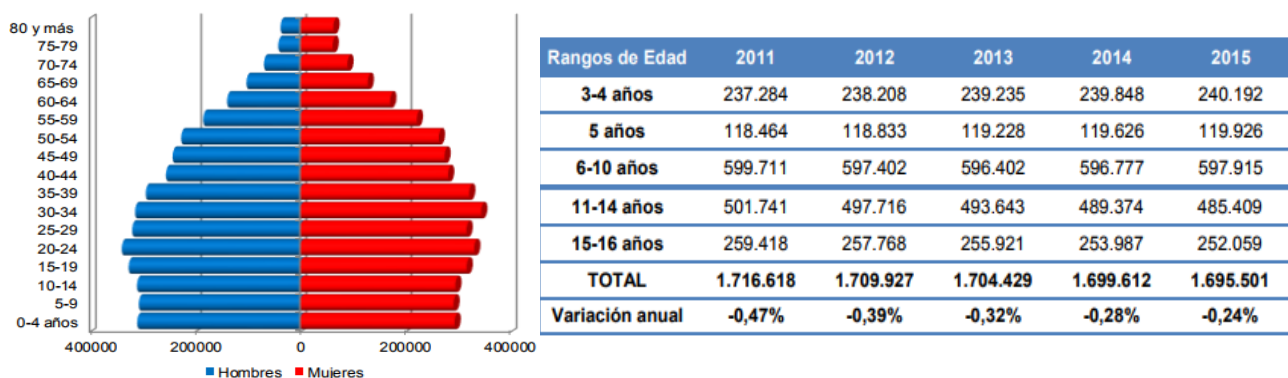 80 y más
75-79
70-74
65-69
60-64
55-59
50-54
45-49
40-44
35-39
30-34
25-29
20-24
15-19
10-14
5-9
0-4 años
400000 200000 0 200000 400000
Hombres Mujeres
Rangos de Edad 2011 2012 2013 2014 2015
3-4 años 237.284 238.208 239.235 239.848 240.192
5 años 118.464 118.833 119.228 119.626 119.926
6-10 años 599.711 597.402 596.402 596.777 597.915
11-14 años 501.741 497.716 493.643 489.374 485.409
15-16 años 259.418 257.768 255.921 253.987 252.059
TOTAL 1.716.618 1.709.927 1.704.429 1.699.612 1.695.501
Variación anual -0,47% -0,39% -0,32% -0,28% -0,24%